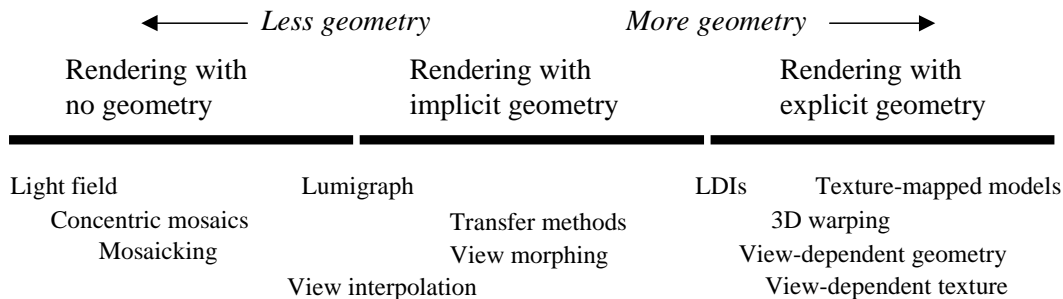 Less geometry More geometry
Rendering with Rendering with Rendering with
no geometry implicit geometry explicit geometry
Light field Lumigraph LDIs Texture-mapped models
Concentric mosaics Transfer methods 3D warping
Mosaicking View morphing View-dependent geometry
View interpolation View-dependent texture